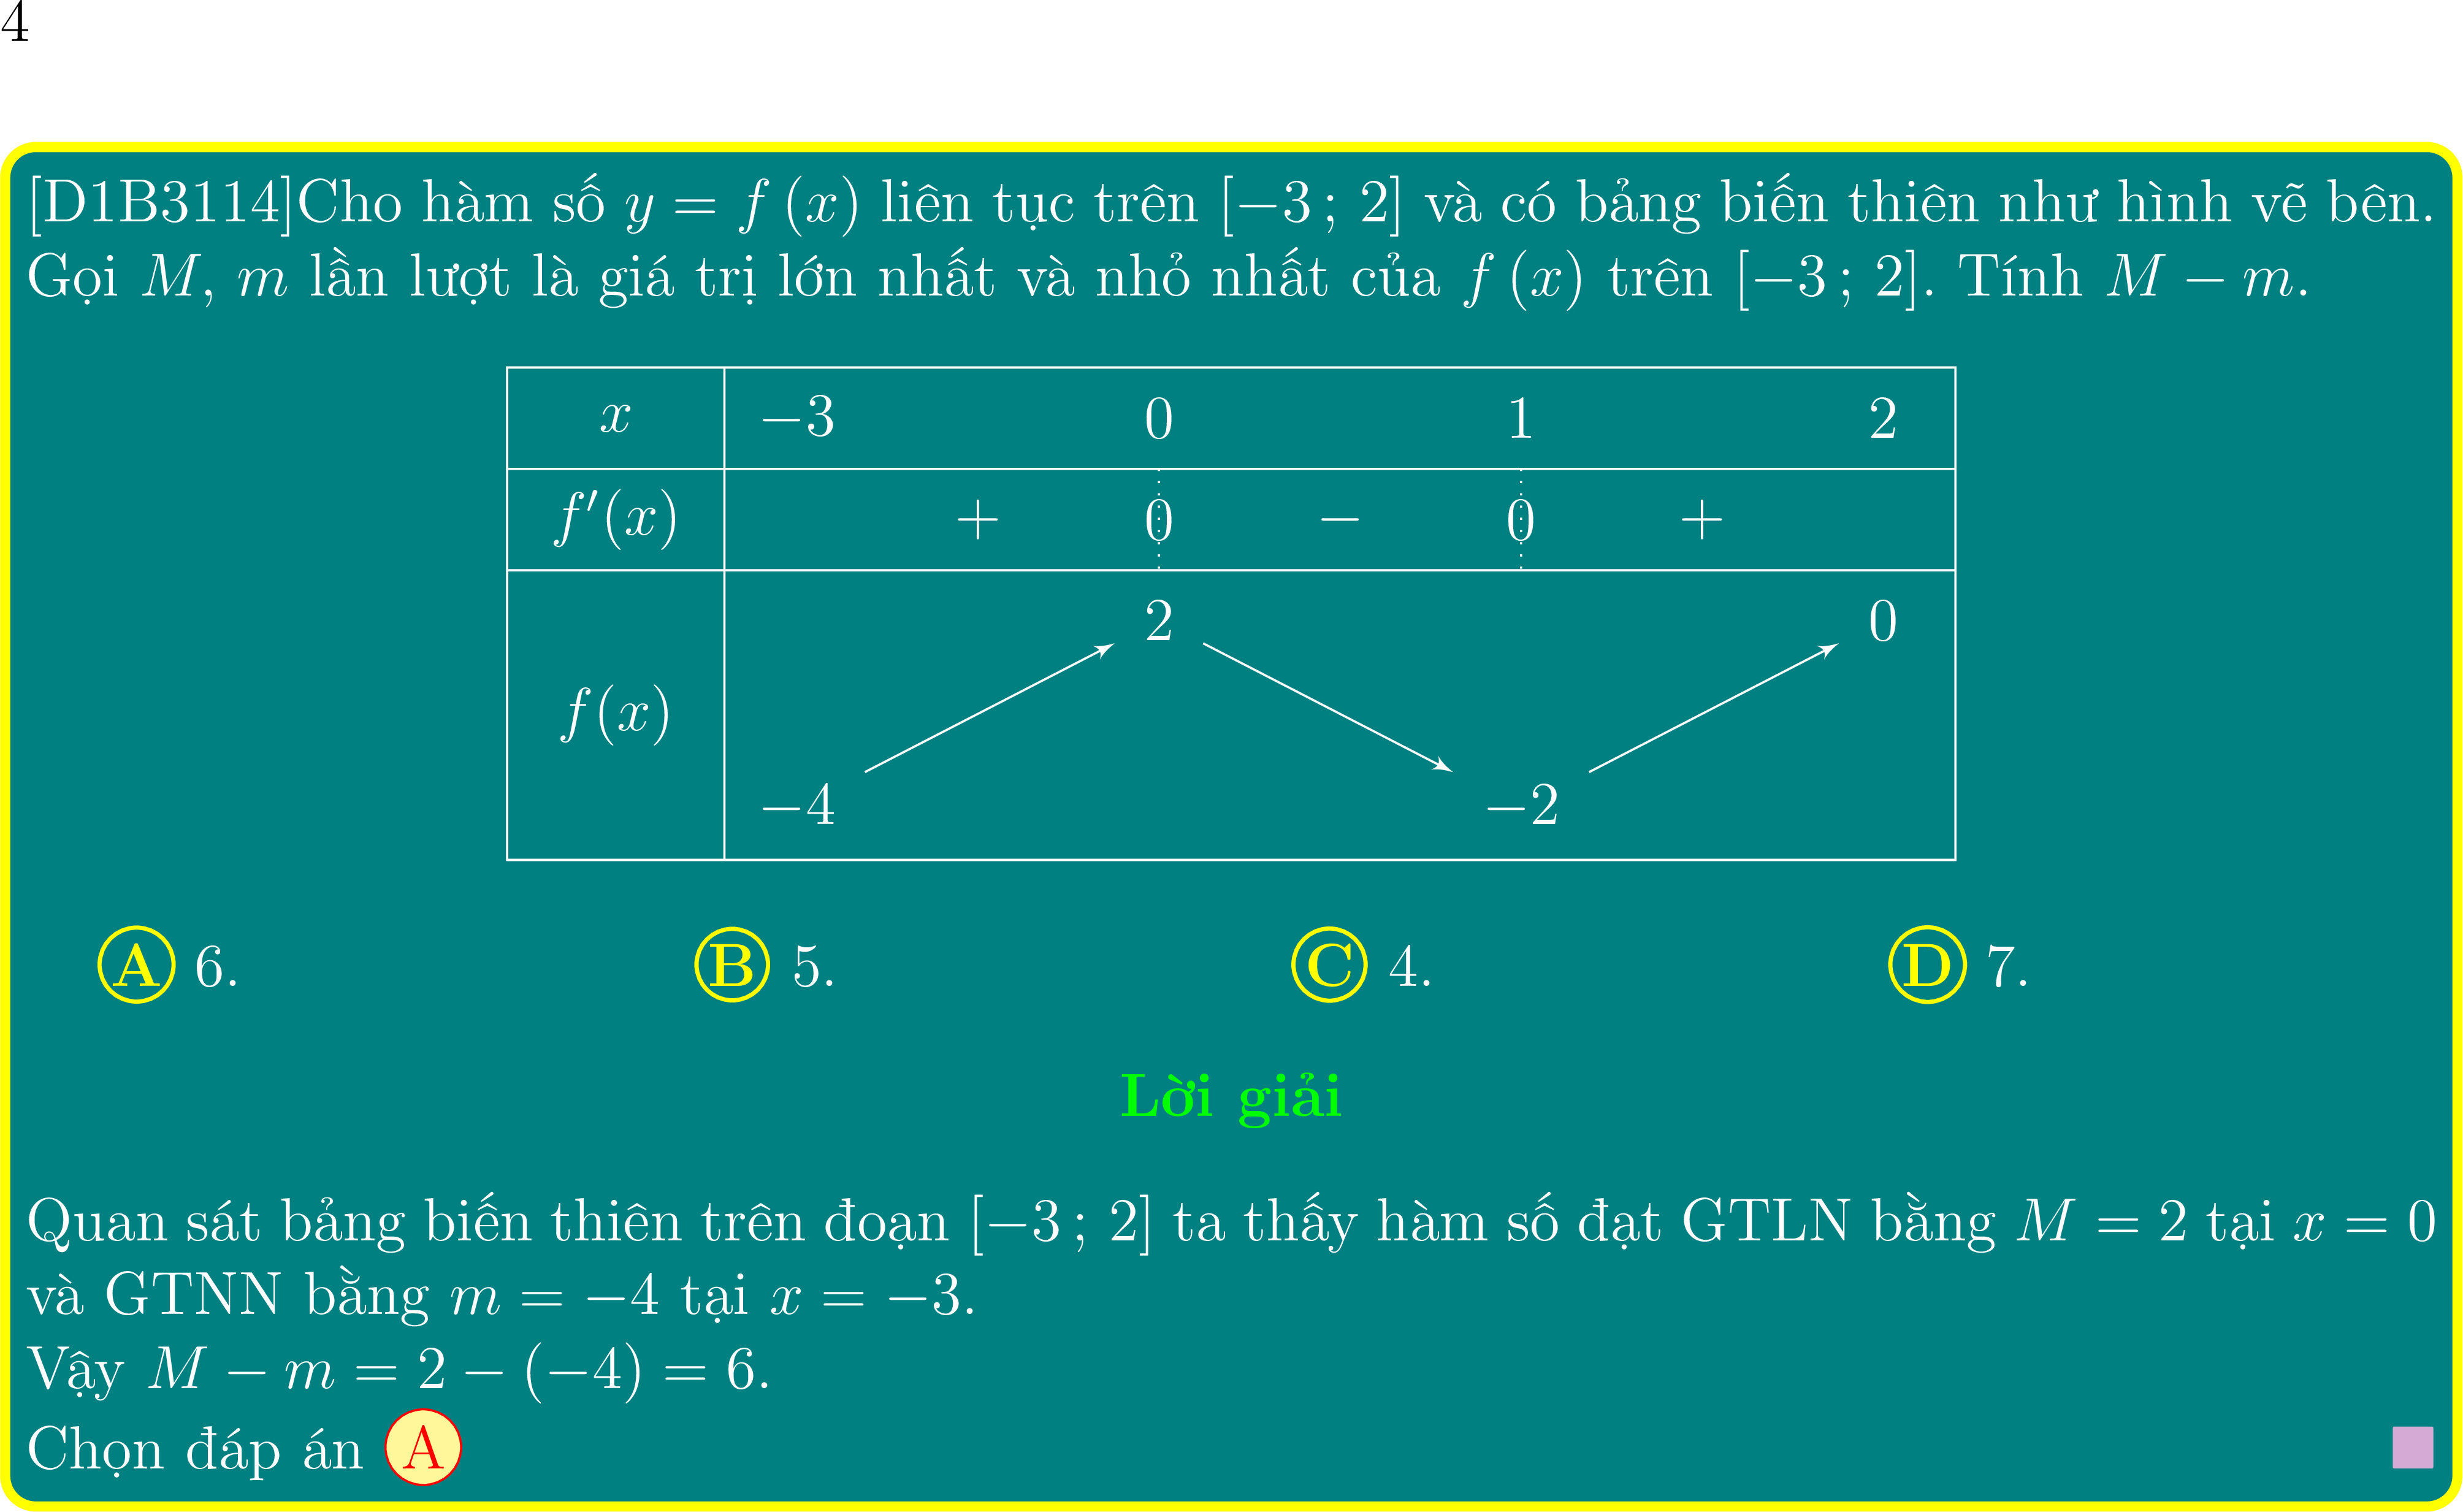 4
[D1B3114]Cho hàm số y = f (x) liên tục trên [−3 ; 2] và có bảng biến thiên như hình vẽ bên.
Gọi M, m lần lượt là giá trị lớn nhất và nhỏ nhất của f (x) trên [−3 ; 2]. Tính M − m.
x −3 0 1 2
f′(x) + 0 − 0 +
2 0
f(x)
−4 −2
A 6. B 5. C 4. D 7.
Lời giải
Quan sát bảng biến thiên trên đoạn [−3 ; 2] ta thấy hàm số đạt GTLN bằng M = 2 tại x = 0
và GTNN bằng m = −4 tại x = −3.
Vậy M − m = 2 − (−4) = 6.
Chọn đáp án A